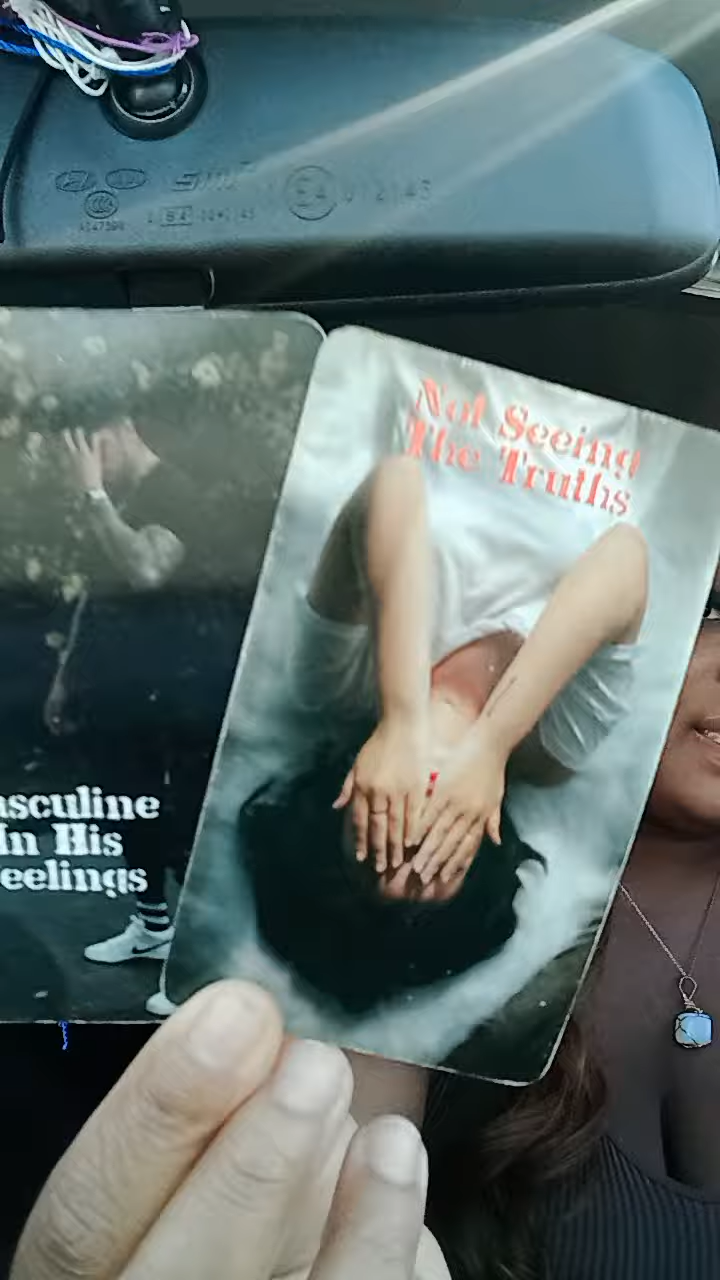 Not Seeing
The Truths
asculine
In His
eelings